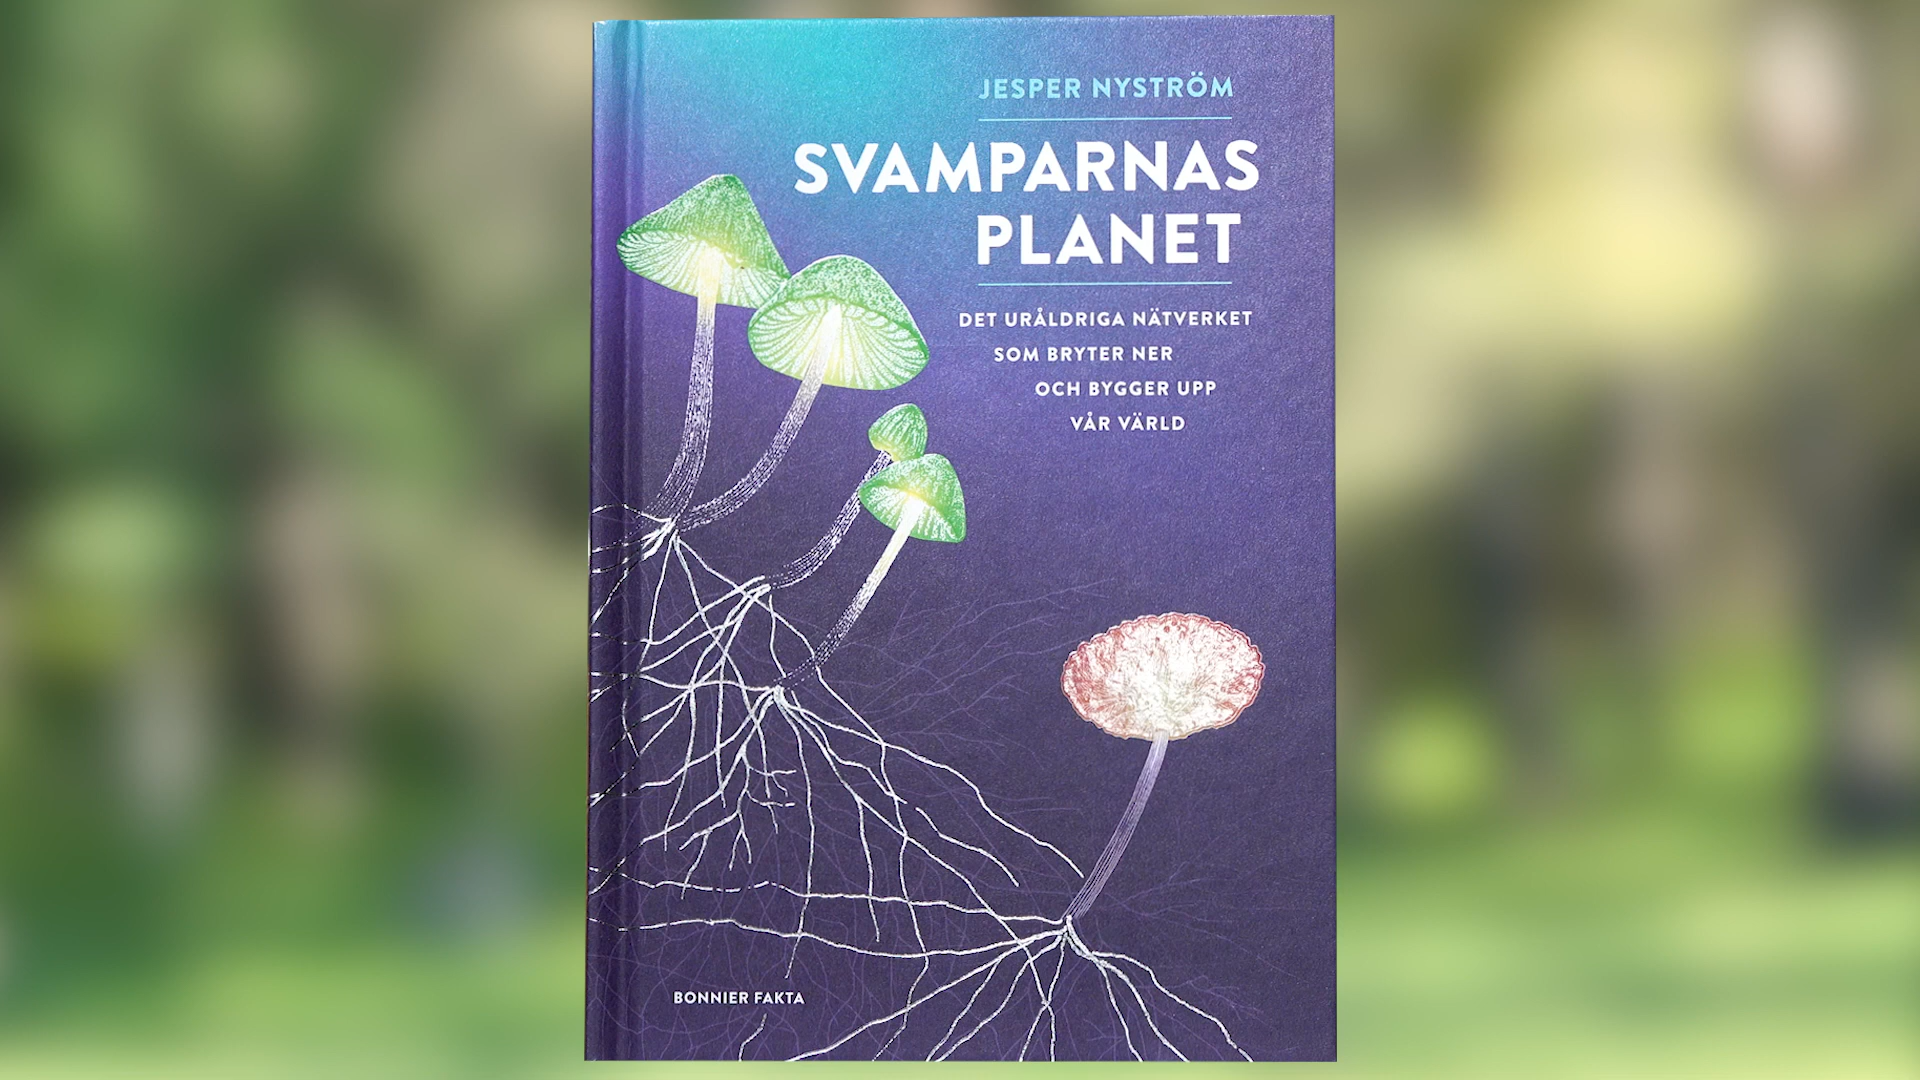 JESPER NYSTRÖM
SVAMPARNAS
PLANET
DET URÅLDRIGA NÄTVERKET
SOM BRYTER NER
OCH BYGGER UPP
VÅR VÄRLD
BONNIER FAKTA